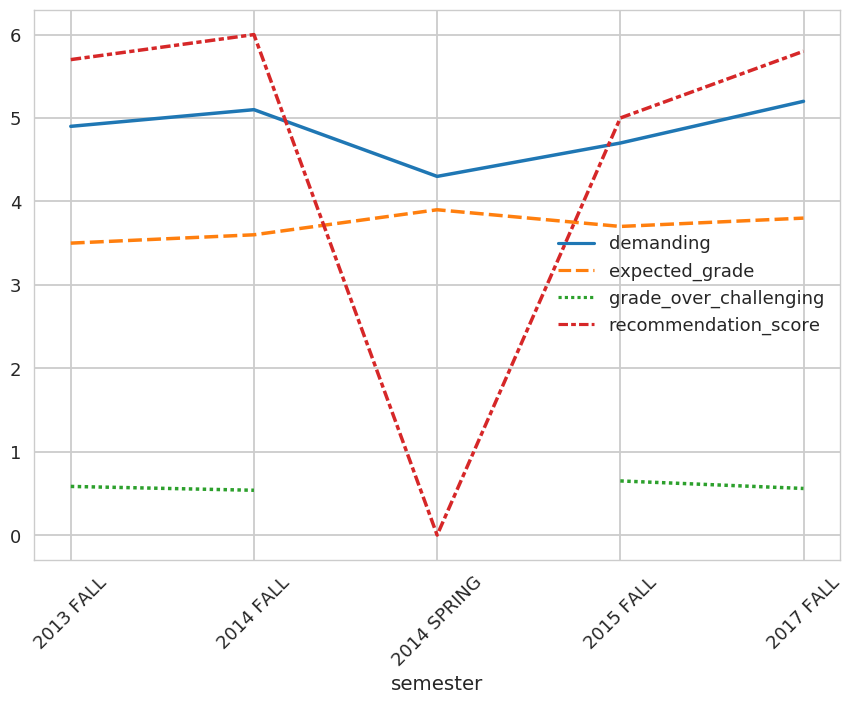 6
5
4
3
2
1
0
demanding
expected_grade
grade_over_challenging
recommendation_score
2013 FALL
2014 FALL
2014 SPRING
2015 FALL
2017 FALL
semester